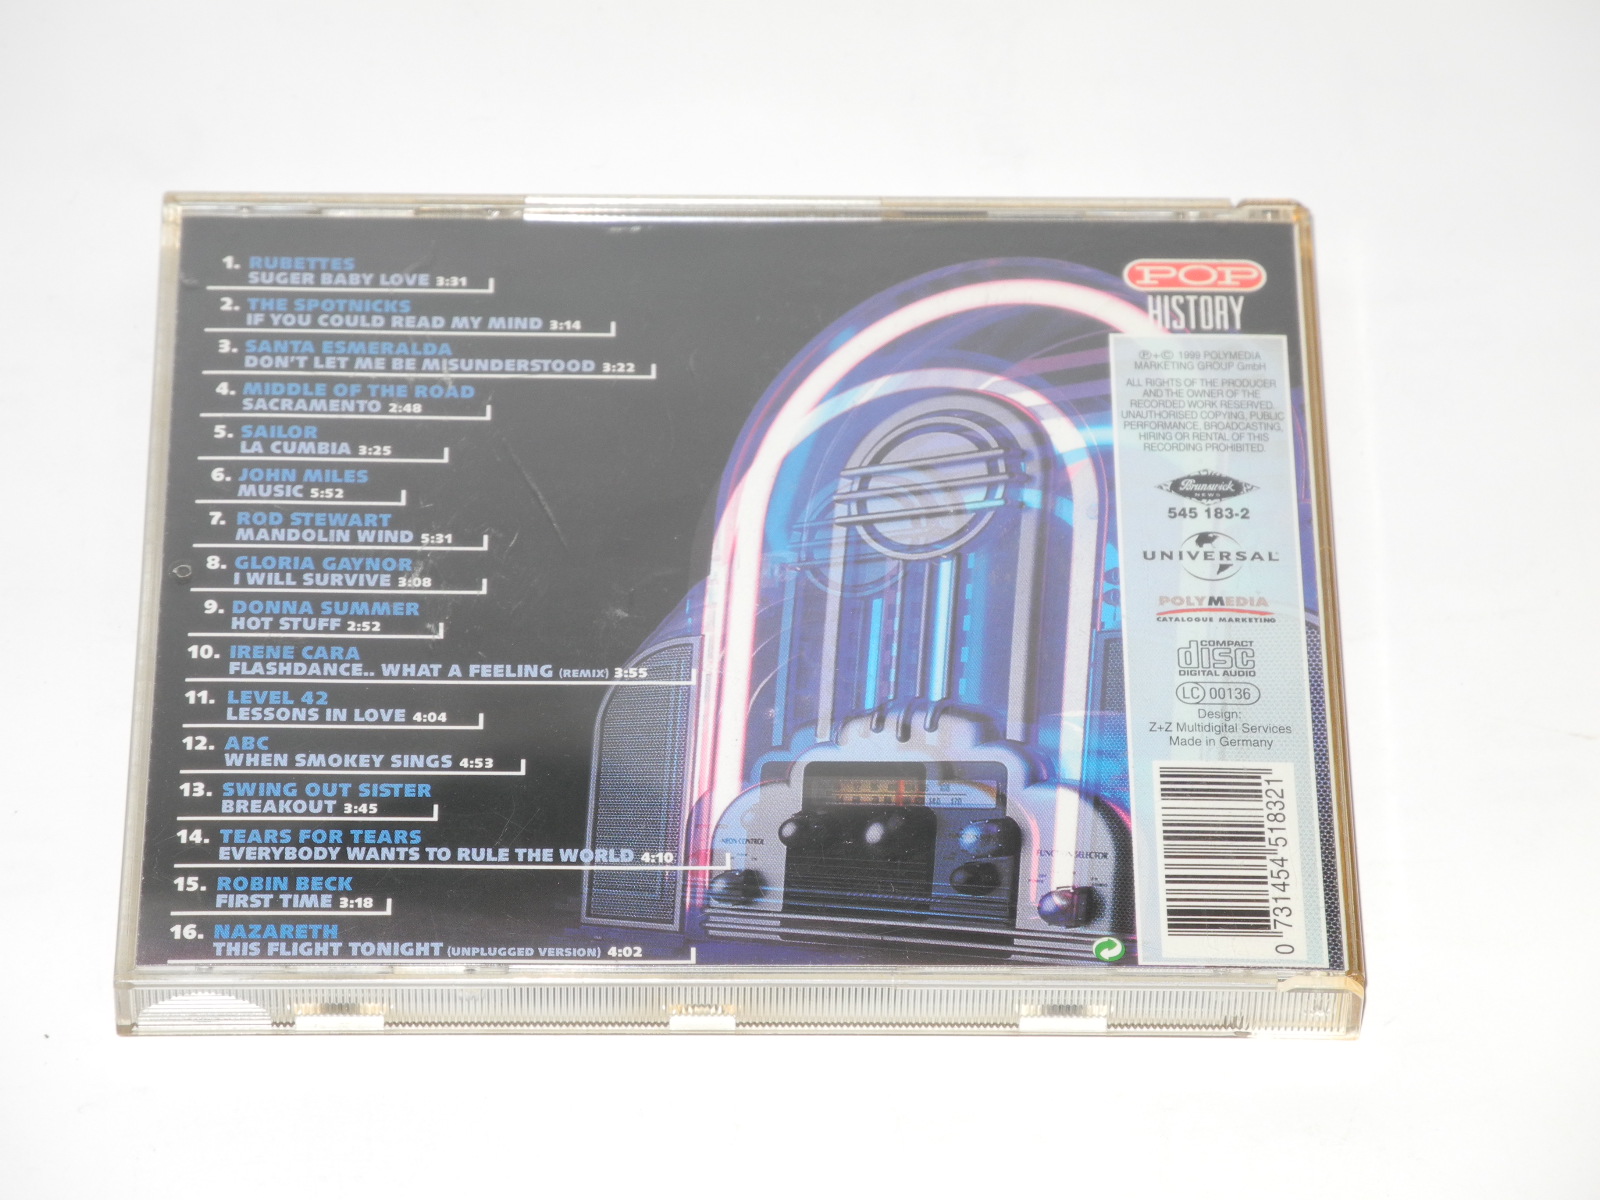 1. RUBETTES
SUGER BABY LOVE 3:31
2. THE SPOTNICKS
IF YOU COULD READ MY MIND 3:14
3. SANTA ESMERALDA
DON'T LET ME BE MISUNDERSTOOD 3:22
4. MIDDLE OF THE ROAD
SACRAMENTO 2:48
5. SAILOR
LA CUMBIA 3:25
6. JOHN MILES
MUSIC 5:52
7. ROD STEWART
MANDOLIN WIND 5:31
8. GLORIA GAYNOR
I WILL SURVIVE 3:08
9. DONNA SUMMER
HOT STUFF 2:52
10. IRENE CARA
FLASHDANCE.. WHAT A FEELING (REMIX) 3:55
11. LEVEL 42
LESSONS IN LOVE 4:04
12. ABC
WHEN SMOKEY SINGS 4:53
13. SWING OUT SISTER
BREAKOUT 3:45
14. TEARS FOR TEARS
EVERYBODY WANTS TO RULE THE WORLD 4:10
15. ROBIN BECK
FIRST TIME 3:18
16. NAZARETH
THIS FLIGHT TONIGHT (UNPLUGGED VERSION) 4:02
POP
HISTORY
℗+© 1999 POLYMEDIA
MARKETING GROUP GmbH
ALL RIGHTS OF THE PRODUCER
AND THE OWNER OF THE
RECORDED WORK RESERVED.
UNAUTHORISED COPYING, PUBLIC
PERFORMANCE, BROADCASTING,
HIRING OR RENTAL OF THIS
RECORDING PROHIBITED.
Brunswick
NEWS
545 183-2
UNIVERSAL
POLYMEDIA
CATALOGUE MARKETING
COMPACT
disc
DIGITAL AUDIO
LC 00136
Design:
Z+Z Multidigital Services
Made in Germany
0 731454 518321
NEON CONTROL
FUNCTION SELECTOR